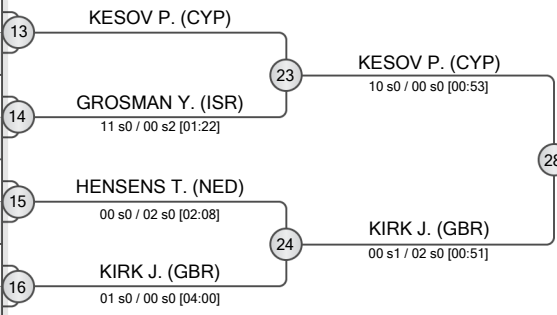 13
KESOV P. (CYP)
23
KESOV P. (CYP)
10 s0 / 00 s0 [00:53]
14
GROSMAN Y. (ISR)
11 s0 / 00 s2 [01:22]
28
15
HENSENS T. (NED)
00 s0 / 02 s0 [02:08]
24
KIRK J. (GBR)
00 s1 / 02 s0 [00:51]
16
KIRK J. (GBR)
01 s0 / 00 s0 [04:00]